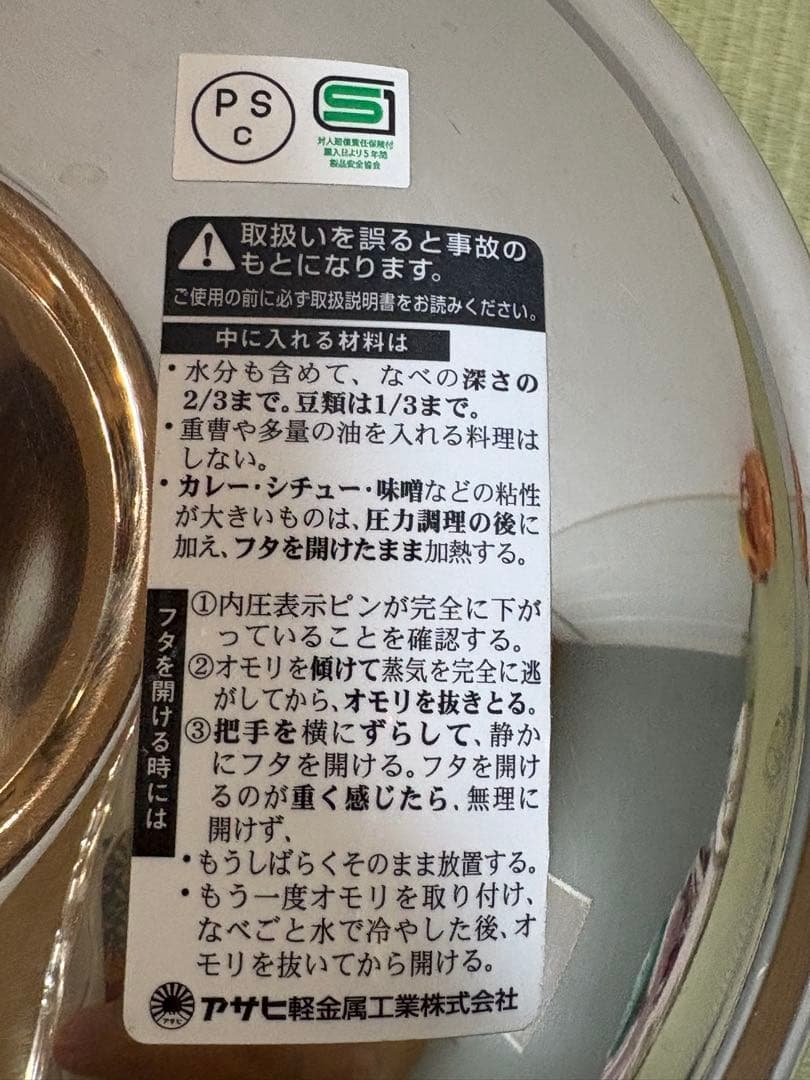 PS
C
S
対人賠償責任保険付
購入日より5年間
製品安全協会
取扱いを誤ると事故の
もとになります。
ご使用の前に必ず取扱説明書をお読みください。
中に入れる材料は
・水分も含めて、なべの深さの
2/3まで。豆類は1/3まで。
・重曹や多量の油を入れる料理は
しない。
・カレー・シチュー・味噌などの粘性
が大きいものは、圧力調理の後に
加え、フタを開けたまま加熱する。
フタを開ける時には
①内圧表示ピンが完全に下が
っていることを確認する。
②オモリを傾けて蒸気を完全に逃
がしてから、オモリを抜きとる。
③把手を横にずらして、静か
にフタを開ける。フタを開け
るのが重く感じたら、無理に
開けず、
・もうしばらくそのまま放置する。
・もう一度オモリを取り付け、
なべごと水で冷やした後、オ
モリを抜いてから開ける。
アサヒ
アサヒ軽金属工業株式会社